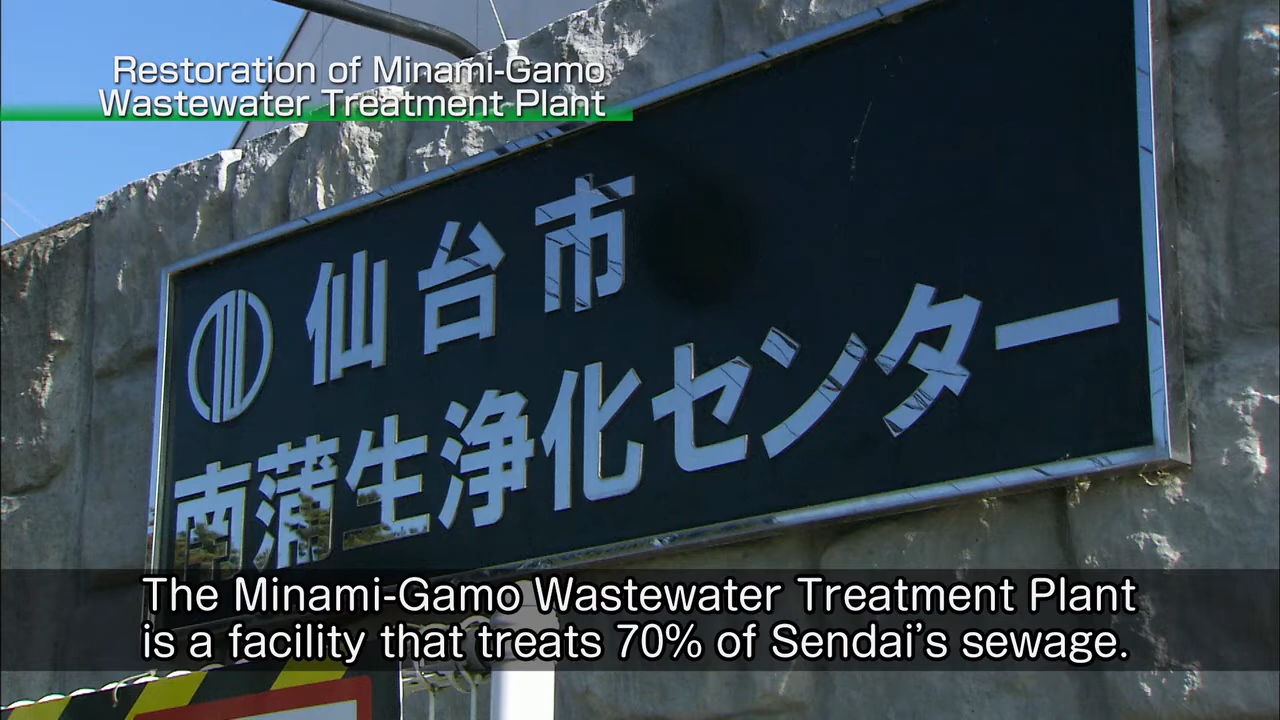 Restoration of Minami-Gamo
Wastewater Treatment Plant
仙台市
南蒲生浄化センター
The Minami-Gamo Wastewater Treatment Plant
is a facility that treats 70% of Sendai's sewage.